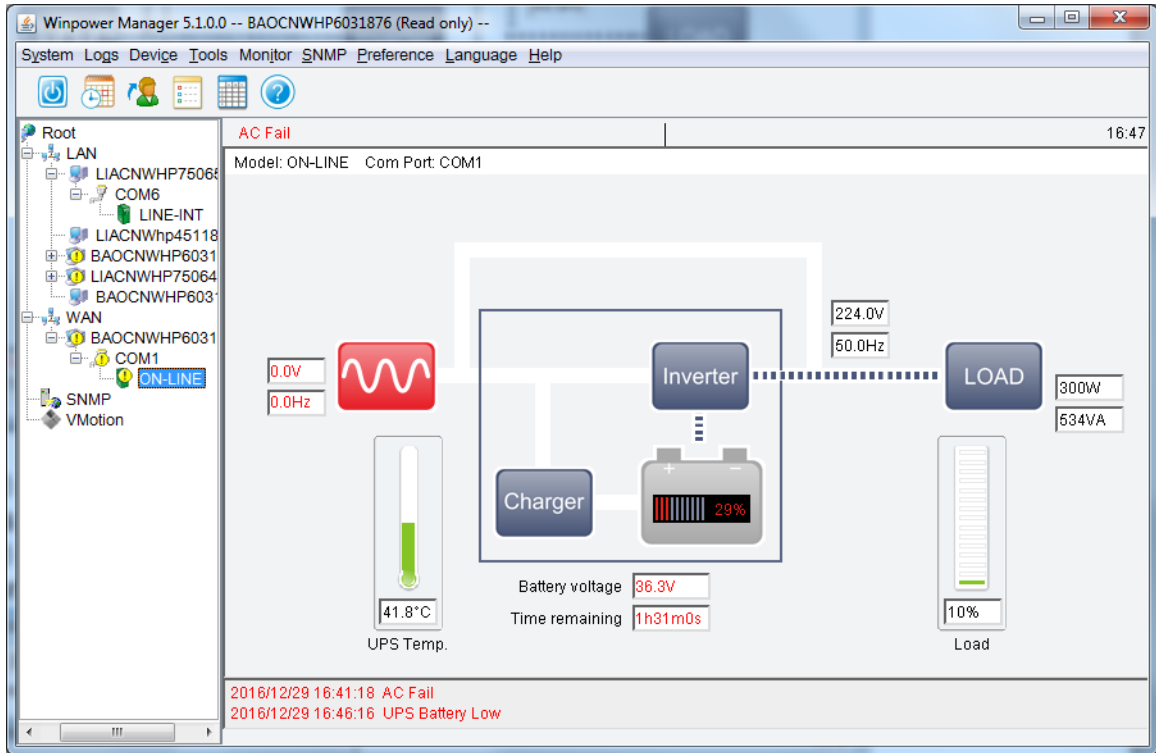 Winpower Manager 5.1.0.0 -- BAOCNWHP6031876 (Read only) --
System Logs Device Tools Monitor SNMP Preference Language Help
Root
LAN
LIACNWHP75065
COM6
LINE-INT
LIACNWhp45118
BAOCNWHP6031
LIACNWHP75064
BAOCNWHP603
WAN
BAOCNWHP6031
COM1
ON-LINE
SNMP
VMotion
AC Fail 16:47
Model: ON-LINE Com Port: COM1
224.0V
50.0Hz
0.0V
0.0Hz
Inverter
LOAD
300W
534VA
Charger
+ −
29%
Battery voltage 36.3V
Time remaining 1h31m0s
41.8°C
UPS Temp.
10%
Load
2016/12/29 16:41:18 AC Fail
2016/12/29 16:46:16 UPS Battery Low